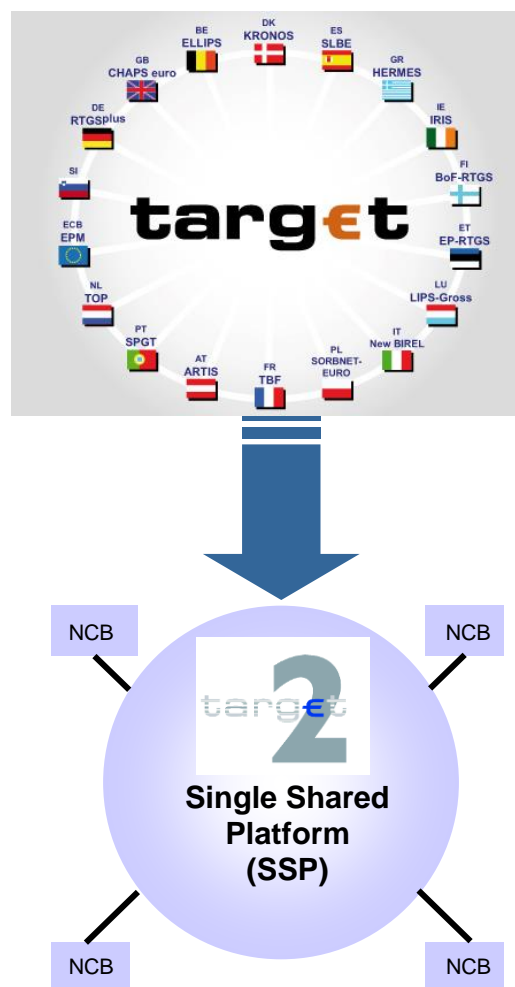 DK
KRONOS
ES
SLBE
GR
HERMES
IE
IRIS
FI
BoF-RTGS
ET
EP-RTGS
LU
LIPS-Gross
IT
New BIREL
PL
SORBNET-
EURO
FR
TBF
AT
ARTIS
PT
SPGT
NL
TOP
ECB
EPM
SI
DE
RTGSplus
GB
CHAPS euro
BE
ELLIPS
targ€t
NCB
NCB
targ€t
2
Single Shared
Platform
(SSP)
NCB
NCB